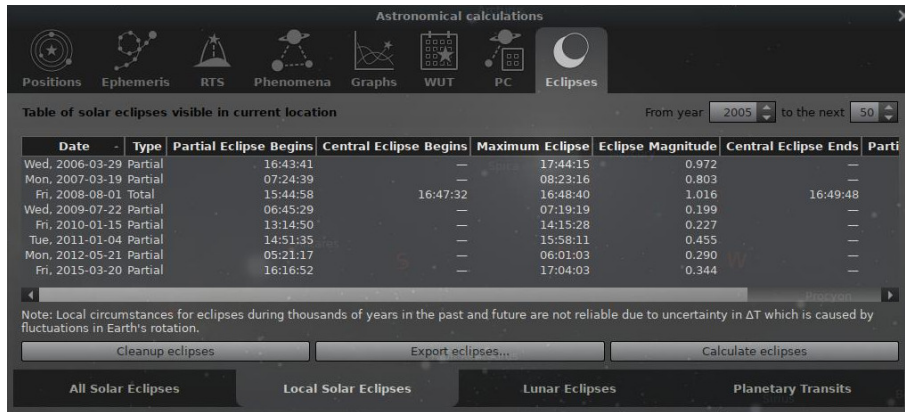 Astronomical calculations
Positions Ephemeris RTS Phenomena Graphs WUT PC Eclipses
Table of solar eclipses visible in current location From year 2005 to the next 50
Date Type Partial Eclipse Begins Central Eclipse Begins Maximum Eclipse Eclipse Magnitude Central Eclipse Ends Parti
Wed, 2006-03-29 Partial 16:43:41 — 17:44:15 0.972 —
Mon, 2007-03-19 Partial 07:24:39 — 08:23:16 0.803 —
Fri, 2008-08-01 Total 15:44:58 16:47:32 16:48:40 1.016 16:49:48
Wed, 2009-07-22 Partial 06:45:29 — 07:19:19 0.199 —
Fri, 2010-01-15 Partial 13:14:50 — 14:15:28 0.227 —
Tue, 2011-01-04 Partial 14:51:35 — 15:58:11 0.455 —
Mon, 2012-05-21 Partial 05:21:17 — 06:01:03 0.290 —
Fri, 2015-03-20 Partial 16:16:52 — 17:04:03 0.344 —
S W
Procyon
Note: Local circumstances for eclipses during thousands of years in the past and future are not reliable due to uncertainty in ΔT which is caused by
fluctuations in Earth's rotation.
Cleanup eclipses Export eclipses... Calculate eclipses
All Solar Eclipses Local Solar Eclipses Lunar Eclipses Planetary Transits